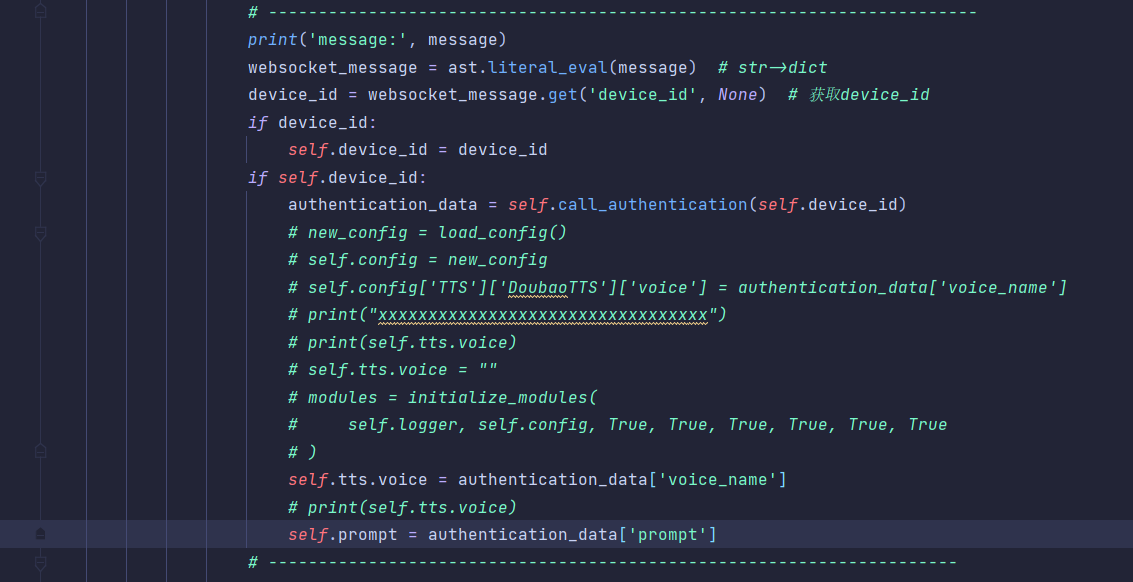 # -----------------------------------------------------------------------
print('message:', message)
websocket_message = ast.literal_eval(message)  # str->dict
device_id = websocket_message.get('device_id', None)  # 获取device_id
if device_id:
    self.device_id = device_id
if self.device_id:
    authentication_data = self.call_authentication(self.device_id)
    # new_config = load_config()
    # self.config = new_config
    # self.config['TTS']['DoubaoTTS']['voice'] = authentication_data['voice_name']
    # print("xxxxxxxxxxxxxxxxxxxxxxxxxxxxxxxxx")
    # print(self.tts.voice)
    # self.tts.voice = ""
    # modules = initialize_modules(
    #     self.logger, self.config, True, True, True, True, True, True
    # )
    self.tts.voice = authentication_data['voice_name']
    # print(self.tts.voice)
    self.prompt = authentication_data['prompt']
# ---------------------------------------------------------------------